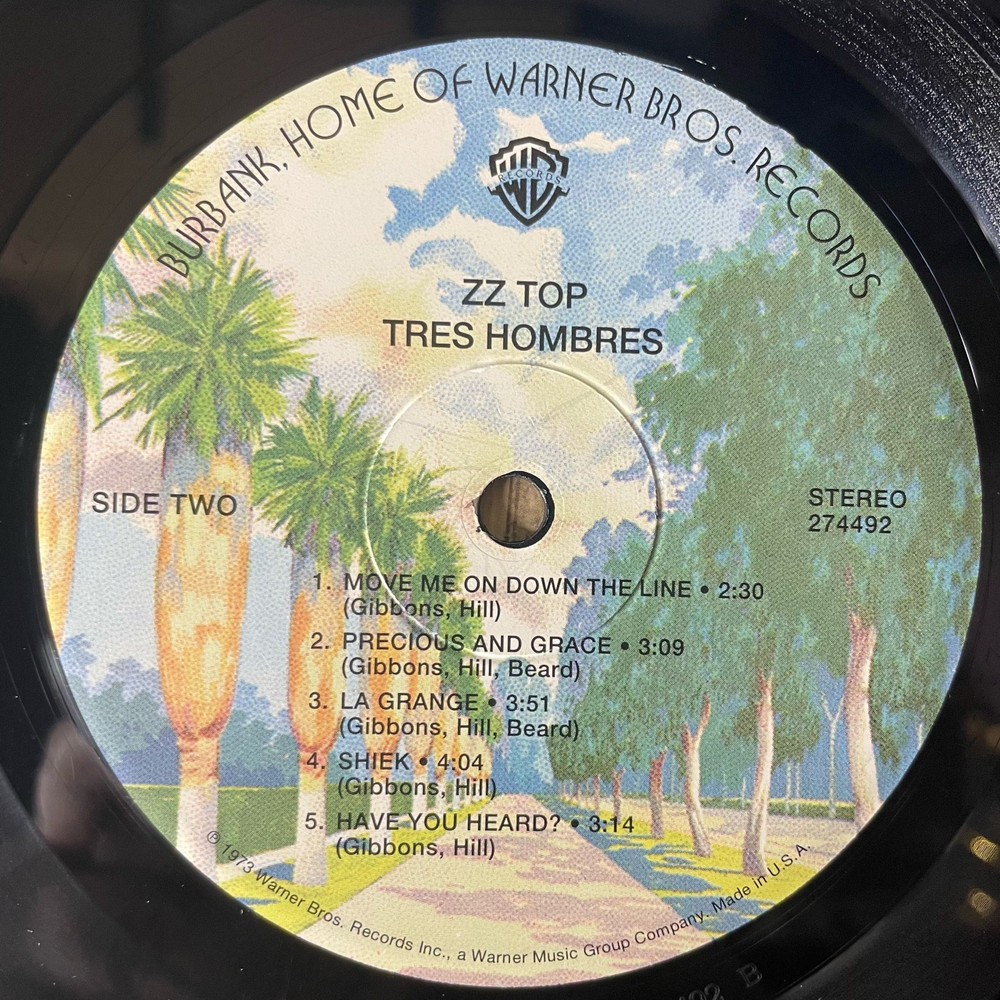 BURBANK, HOME OF WARNER BROS. RECORDS
WB
RECORDS
ZZ TOP
TRES HOMBRES
SIDE TWO
STEREO
274492
1. MOVE ME ON DOWN THE LINE • 2:30
(Gibbons, Hill)
2. PRECIOUS AND GRACE • 3:09
(Gibbons, Hill, Beard)
3. LA GRANGE • 3:51
(Gibbons, Hill, Beard)
4. SHIEK • 4:04
(Gibbons, Hill)
5. HAVE YOU HEARD? • 3:14
(Gibbons, Hill)
℗ 1973 Warner Bros. Records Inc., a Warner Music Group Company. Made in U.S.A.
B